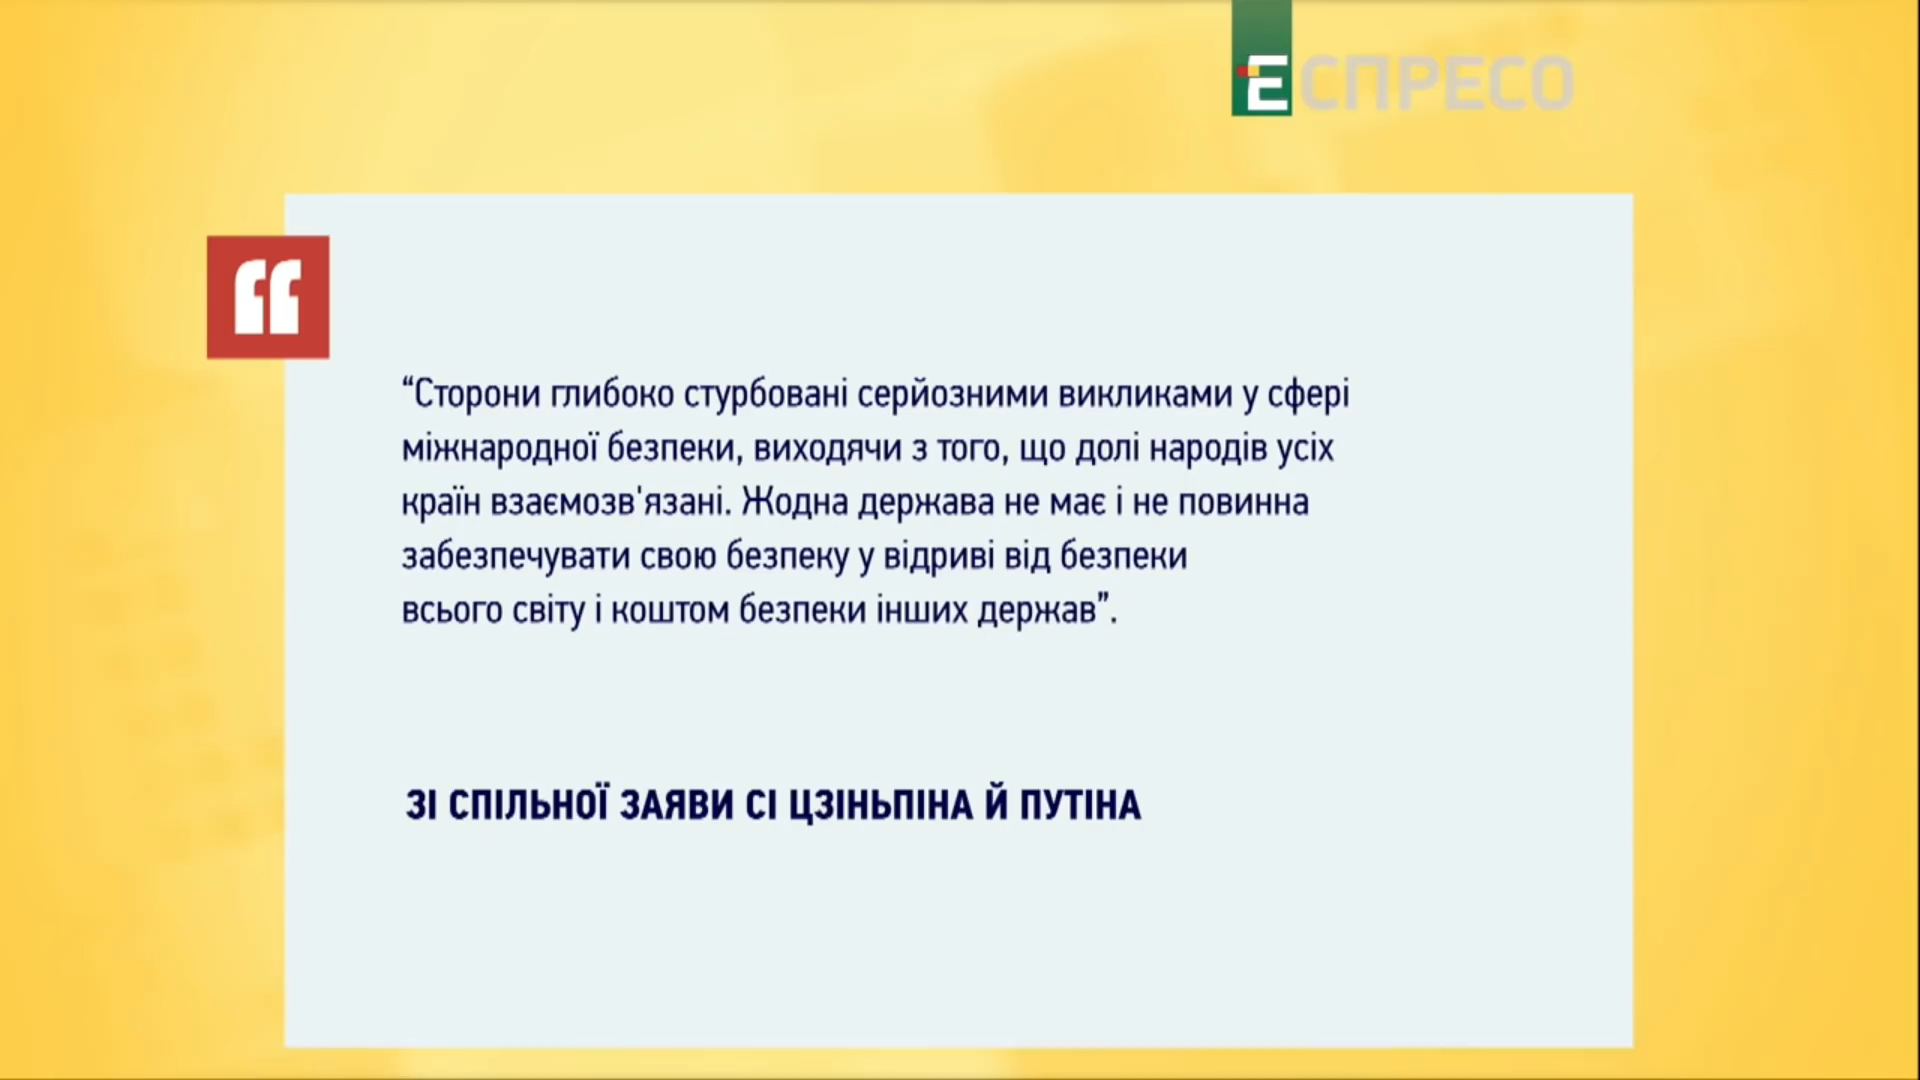 ЕСПРЕСО
“Сторони глибоко стурбовані серйозними викликами у сфері
міжнародної безпеки, виходячи з того, що долі народів усіх
країн взаємозв'язані. Жодна держава не має і не повинна
забезпечувати свою безпеку у відриві від безпеки
всього світу і коштом безпеки інших держав”.
ЗІ СПІЛЬНОЇ ЗАЯВИ СІ ЦЗІНЬПІНА Й ПУТІНА